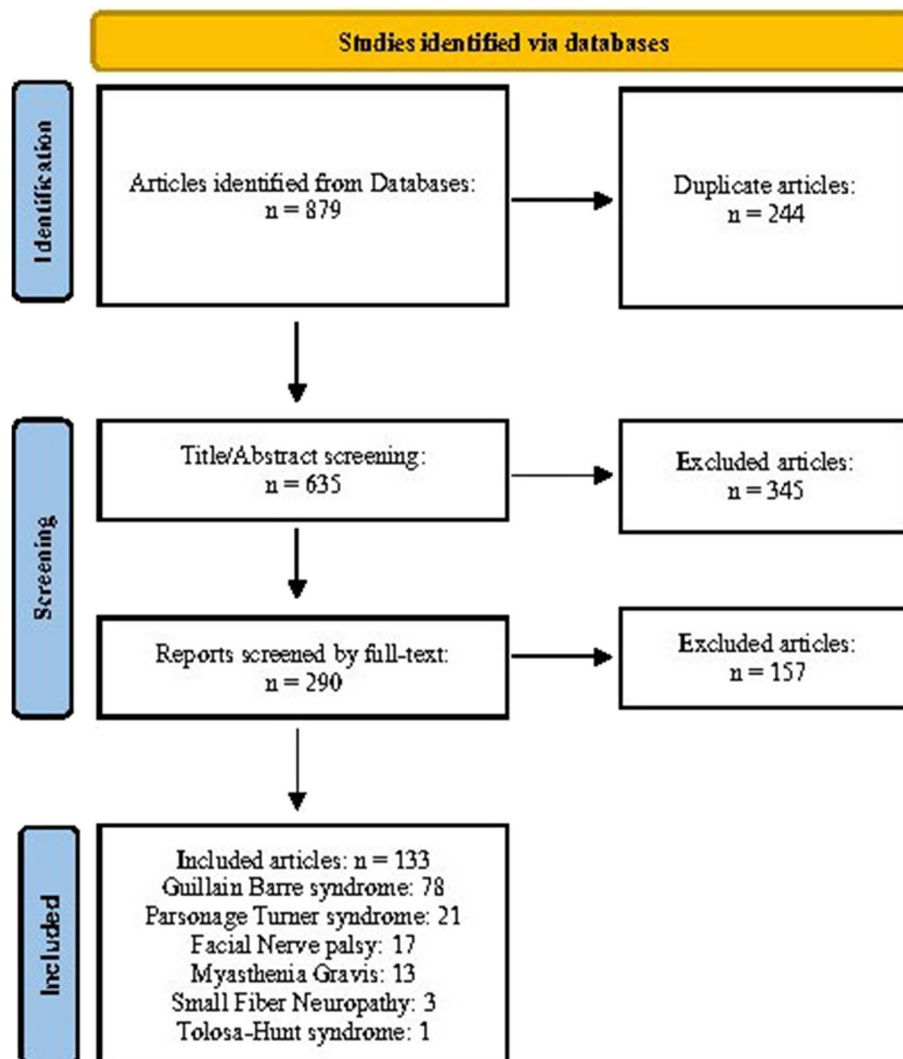 Studies identified via databases
Identification
Articles identified from Databases:
n = 879
Duplicate articles:
n = 244
Screening
Title/Abstract screening:
n = 635
Excluded articles:
n = 345
Reports screened by full-text:
n = 290
Excluded articles:
n = 157
Included
Included articles: n = 133
Guillain Barre syndrome: 78
Parsonage Turner syndrome: 21
Facial Nerve palsy: 17
Myasthenia Gravis: 13
Small Fiber Neuropathy: 3
Tolosa-Hunt syndrome: 1